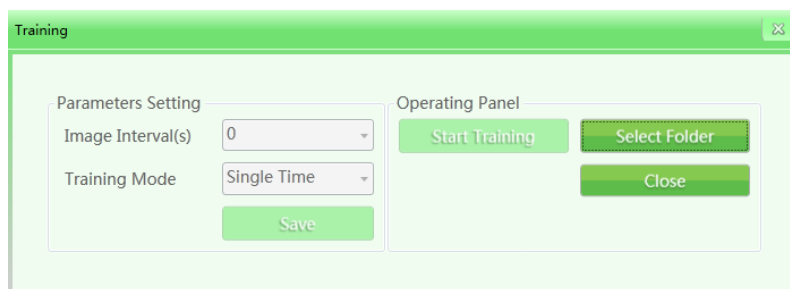 Training
Parameters Setting
Image Interval(s) 0
Training Mode Single Time
Save
Operating Panel
Start Training Select Folder
Close